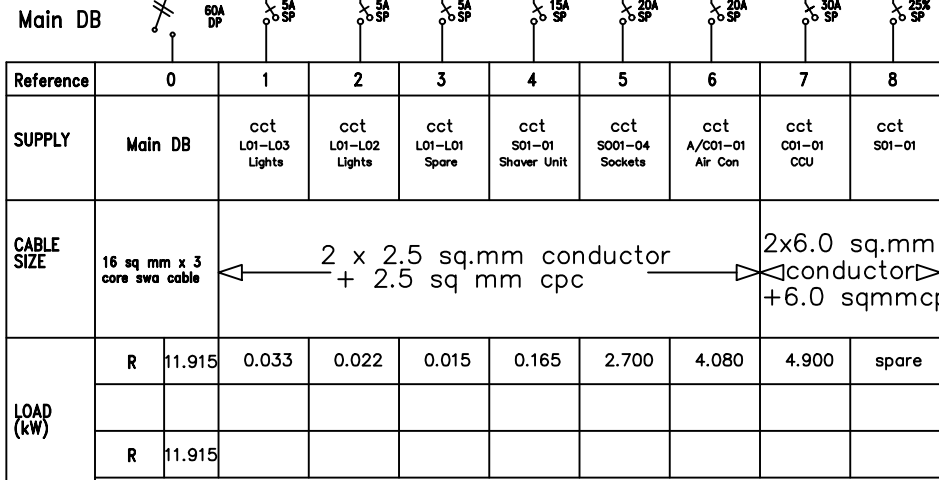 Main DB
60A
DP
5A
SP
5A
SP
5A
SP
15A
SP
20A
SP
20A
SP
30A
SP
25%
SP
Reference 0 1 2 3 4 5 6 7 8
SUPPLY
Main DB
cct
L01-L03
Lights
cct
L01-L02
Lights
cct
L01-L01
Spare
cct
S01-01
Shaver Unit
cct
S001-04
Sockets
cct
A/C01-01
Air Con
cct
C01-01
CCU
cct
S01-01
CABLE
SIZE
16 sq mm x 3
core swa cable
2 x 2.5 sq.mm conductor
+ 2.5 sq mm cpc
2x6.0 sq.mm
conductor
+6.0 sqmmcp
LOAD
(kW)
R 11.915 0.033 0.022 0.015 0.165 2.700 4.080 4.900 spare
R 11.915